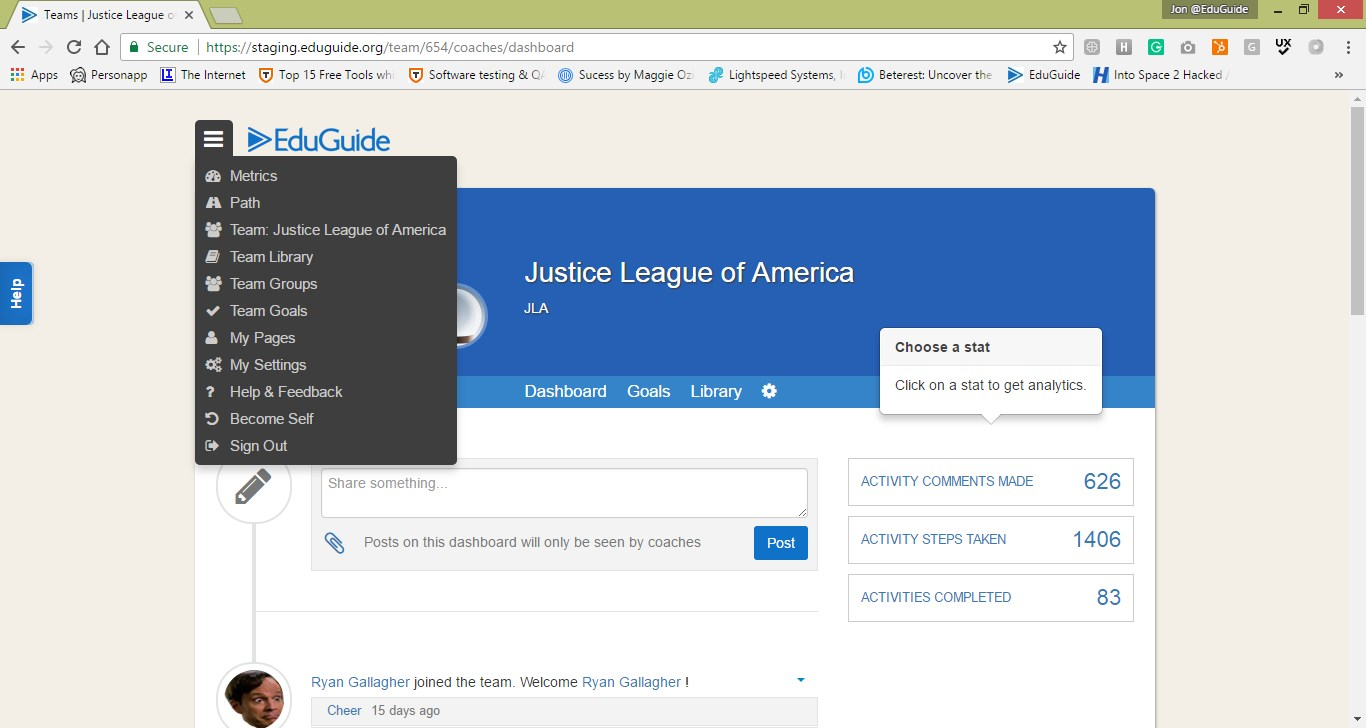 Teams | Justice League o
Jon @EduGuide
Secure
https://staging.eduguide.org/team/654/coaches/dashboard
H
G
UX
Apps
Personapp
The Internet
Top 15 Free Tools whi
Software testing & QA
Sucess by Maggie Ozi
Lightspeed Systems, I
Beterest: Uncover the
EduGuide
Into Space 2 Hacked /
EduGuide
Metrics
Path
Team: Justice League of America
Team Library
Team Groups
Team Goals
My Pages
My Settings
Help & Feedback
Become Self
Sign Out
Help
Justice League of America
JLA
Choose a stat
Click on a stat to get analytics.
Dashboard
Goals
Library
Share something...
Posts on this dashboard will only be seen by coaches
Post
ACTIVITY COMMENTS MADE 626
ACTIVITY STEPS TAKEN 1406
ACTIVITIES COMPLETED 83
Ryan Gallagher joined the team. Welcome Ryan Gallagher !
Cheer 15 days ago